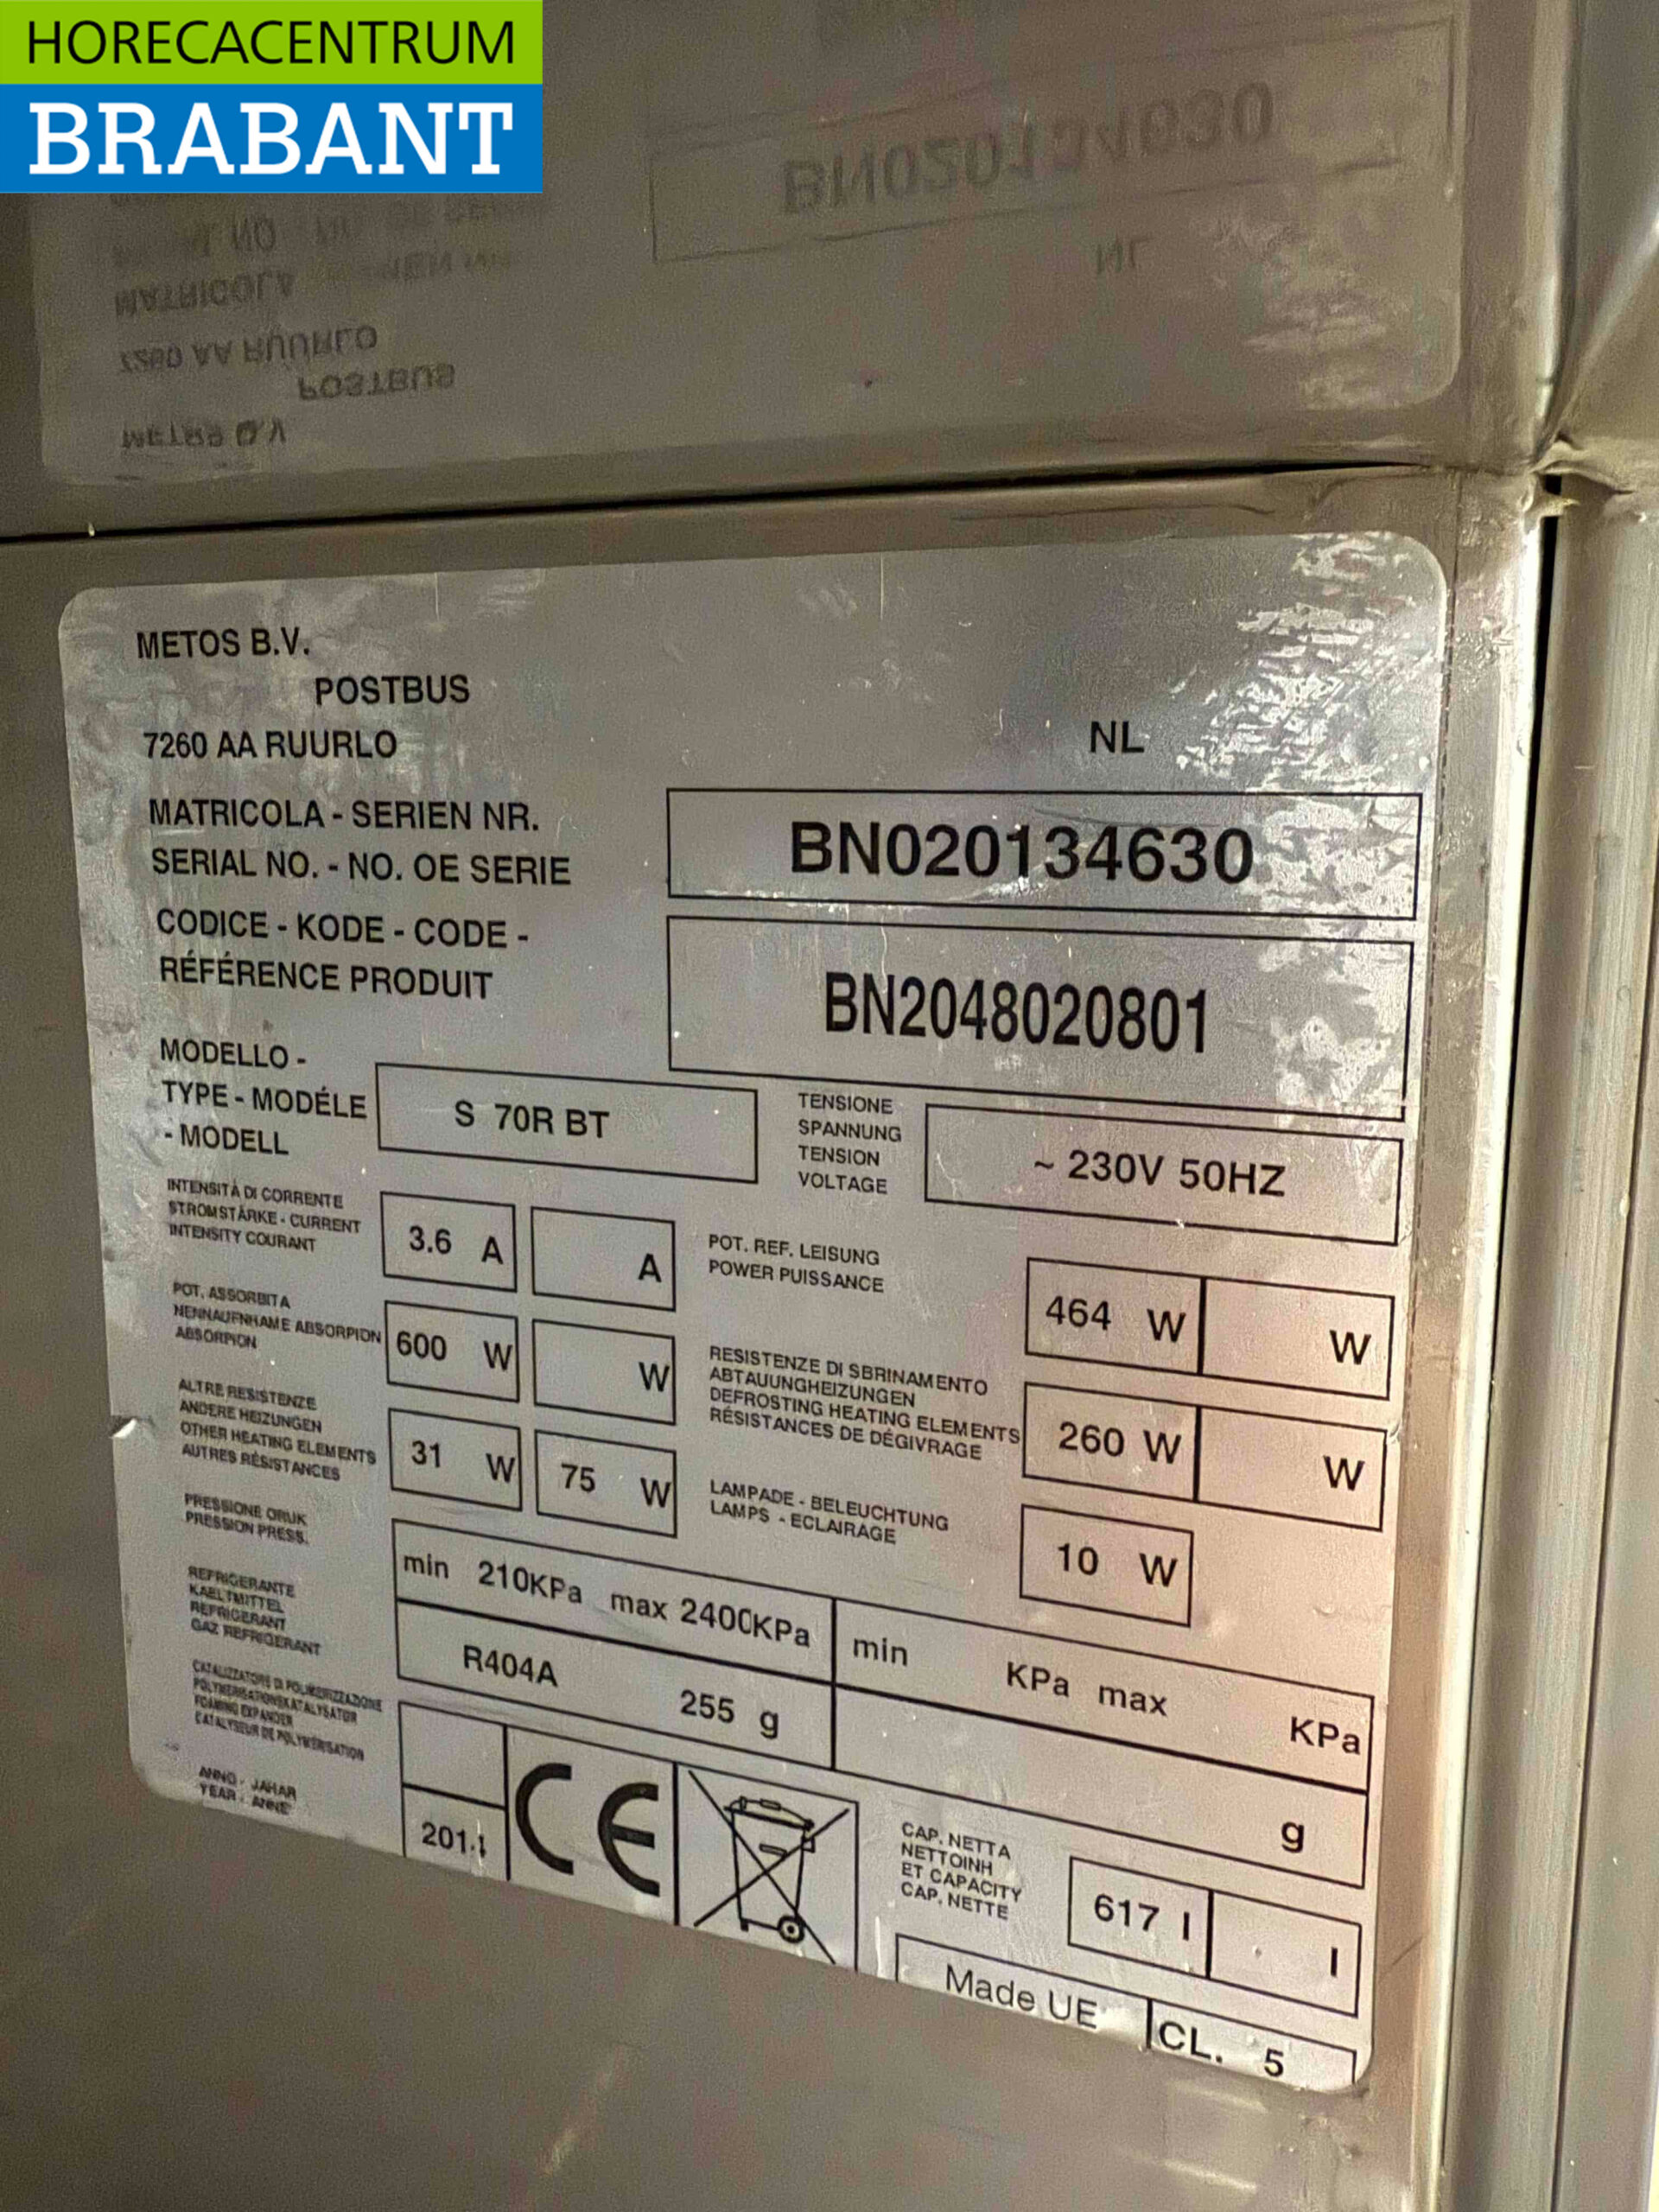 HORECACENTRUM
BRABANT
METOS B.V.
POSTBUS
7260 AA RUURLO
NL
MATRICOLA - SERIEN NR.
SERIAL NO. - NO. OE SERIE
BN020134630
CODICE - KODE - CODE -
RÉFÉRENCE PRODUIT
BN2048020801
MODELLO -
TYPE - MODÉLE
- MODELL
S 70R BT
TENSIONE
SPANNUNG
TENSION
VOLTAGE
~ 230V 50HZ
INTENSITÀ DI CORRENTE
STROMSTÄRKE - CURRENT
INTENSITY COURANT
3.6 A
A
POT. REF. LEISUNG
POWER PUISSANCE
464 W
W
POT. ASSORBITA
NENNAUFNHAME ABSORPION
ABSORPION
600 W
W
RESISTENZE DI SBRINAMENTO
ABTAUUNGHEIZUNGEN
DEFROSTING HEATING ELEMENTS
RÉSISTANCES DE DÉGIVRAGE
260 W
W
ALTRE RESISTENZE
ANDERE HEIZUNGEN
OTHER HEATING ELEMENTS
AUTRES RÉSISTANCES
31 W
75 W
LAMPADE - BELEUCHTUNG
LAMPS - ECLAIRAGE
10 W
PRESSIONE ORUK
PRESSION PRESS.
min 210KPa max 2400KPa
min KPa max KPa
REFRIGERANTE
KAELTMITTEL
REFRIGERANT
GAZ REFRIGERANT
R404A 255 g
g
CATALIZZATORE DI POLIMERIZZAZIONE
POLYMERISATIONSKATALYSATOR
FOAMING EXPANDER
CATALYSEUR DE POLYMÉRISATION
ANNO - JAHAR
YEAR - ANNE
CE
CAP. NETTA
NETTOINH
ET CAPACITY
CAP. NETTE
617 l
l
Made UE
CL. 5